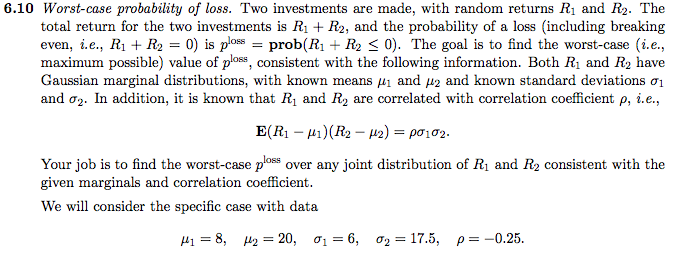 6.10 Worst-case probability of loss. Two investments are made, with random returns R₁ and R₂. The
total return for the two investments is R₁ + R₂, and the probability of a loss (including breaking
even, i.e., R₁ + R₂ = 0) is pˡᵒˢˢ = prob(R₁ + R₂ ≤ 0). The goal is to find the worst-case (i.e.,
maximum possible) value of pˡᵒˢˢ, consistent with the following information. Both R₁ and R₂ have
Gaussian marginal distributions, with known means μ₁ and μ₂ and known standard deviations σ₁
and σ₂. In addition, it is known that R₁ and R₂ are correlated with correlation coefficient ρ, i.e.,
E(R₁ − μ₁)(R₂ − μ₂) = ρσ₁σ₂.
Your job is to find the worst-case pˡᵒˢˢ over any joint distribution of R₁ and R₂ consistent with the
given marginals and correlation coefficient.
We will consider the specific case with data
μ₁ = 8, μ₂ = 20, σ₁ = 6, σ₂ = 17.5, ρ = −0.25.